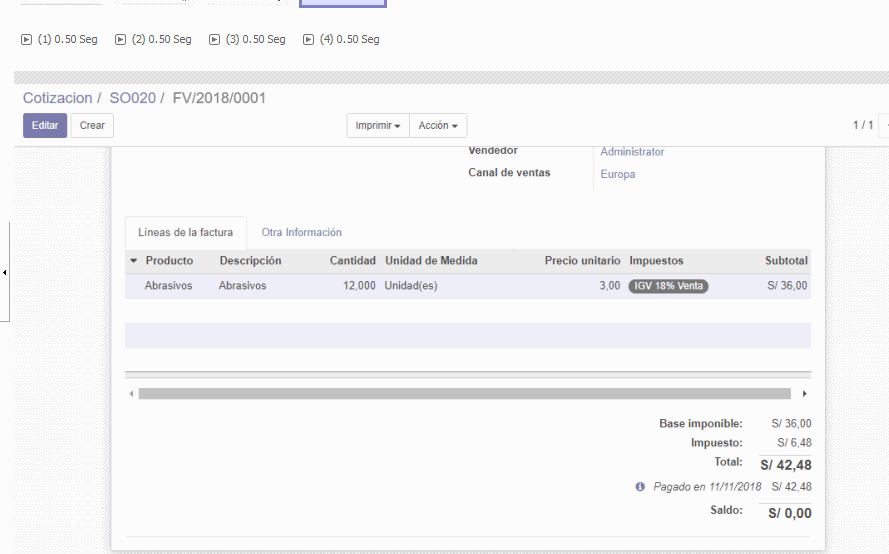 (1) 0.50 Seg (2) 0.50 Seg (3) 0.50 Seg (4) 0.50 Seg
Cotizacion / SO020 / FV/2018/0001
Editar Crear Imprimir Acción 1 / 1
Vendedor Administrator
Canal de ventas Europa
Líneas de la factura Otra Información
Producto Descripción Cantidad Unidad de Medida Precio unitario Impuestos Subtotal
Abrasivos Abrasivos 12,000 Unidad(es) 3,00 IGV 18% Venta S/ 36,00
Base imponible: S/ 36,00
Impuesto: S/ 6,48
Total: S/ 42,48
Pagado en 11/11/2018 S/ 42,48
Saldo: S/ 0,00